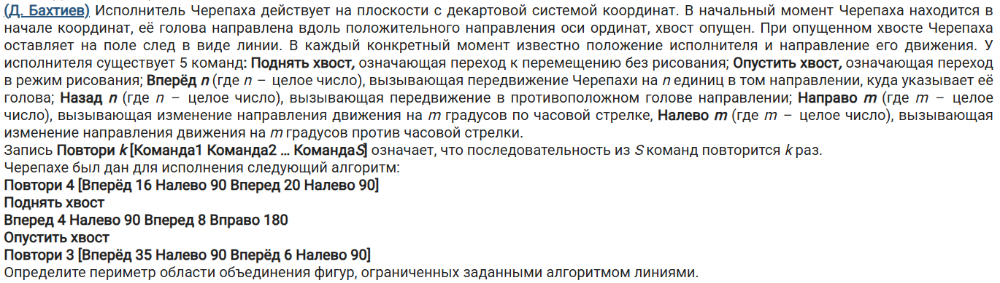 (Д. Бахтиев) Исполнитель Черепаха действует на плоскости с декартовой системой координат. В начальный момент Черепаха находится в
начале координат, её голова направлена вдоль положительного направления оси ординат, хвост опущен. При опущенном хвосте Черепаха
оставляет на поле след в виде линии. В каждый конкретный момент известно положение исполнителя и направление его движения. У
исполнителя существует 5 команд: Поднять хвост, означающая переход к перемещению без рисования; Опустить хвост, означающая переход
в режим рисования; Вперёд n (где n – целое число), вызывающая передвижение Черепахи на n единиц в том направлении, куда указывает её
голова; Назад n (где n – целое число), вызывающая передвижение в противоположном голове направлении; Направо m (где m – целое
число), вызывающая изменение направления движения на m градусов по часовой стрелке, Налево m (где m – целое число), вызывающая
изменение направления движения на m градусов против часовой стрелки.
Запись Повтори k [Команда1 Команда2 … КомандаS] означает, что последовательность из S команд повторится k раз.
Черепахе был дан для исполнения следующий алгоритм:
Повтори 4 [Вперёд 16 Налево 90 Вперед 20 Налево 90]
Поднять хвост
Вперед 4 Налево 90 Вперед 8 Вправо 180
Опустить хвост
Повтори 3 [Вперёд 35 Налево 90 Вперёд 6 Налево 90]
Определите периметр области объединения фигур, ограниченных заданными алгоритмом линиями.